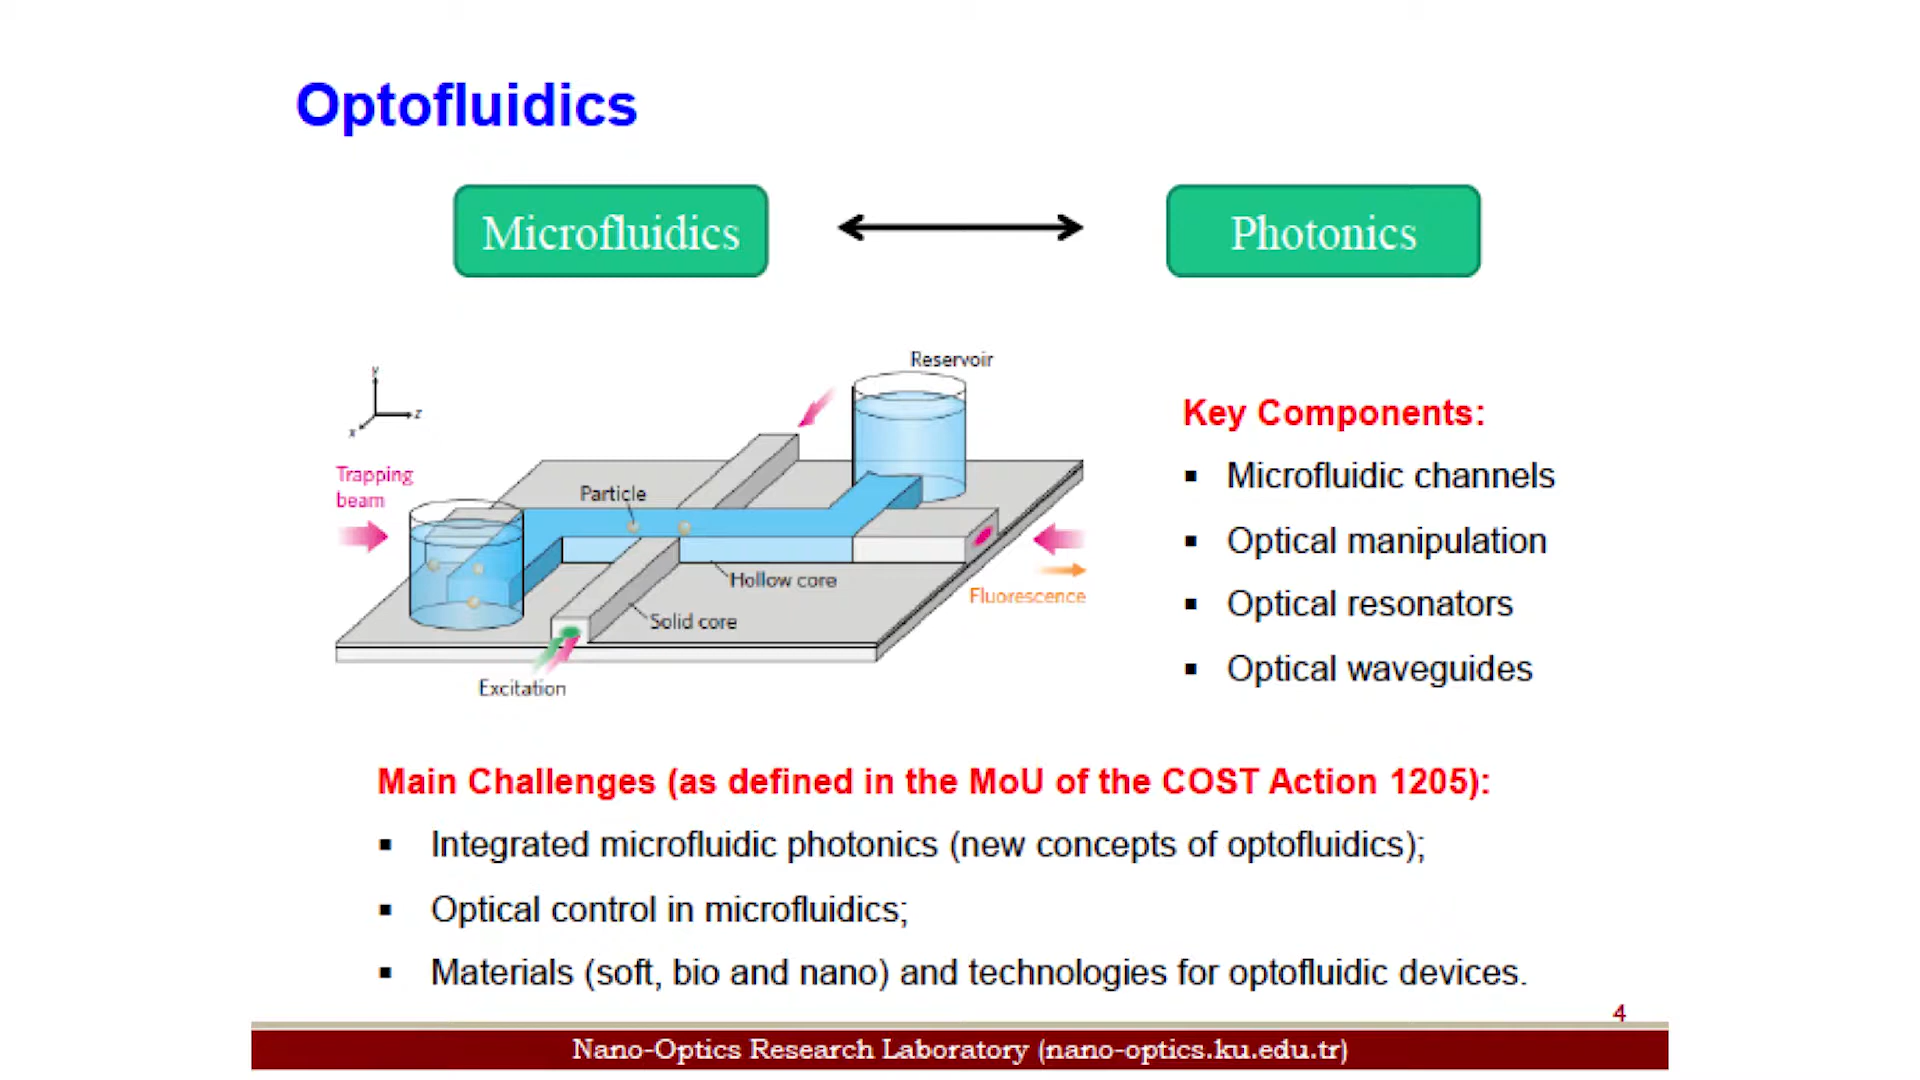 Optofluidics
Microfluidics
Photonics
Reservoir
y
z
x
Trapping
beam
Particle
Hollow core
Solid core
Fluorescence
Excitation
Key Components:
▪ Microfluidic channels
▪ Optical manipulation
▪ Optical resonators
▪ Optical waveguides
Main Challenges (as defined in the MoU of the COST Action 1205):
▪ Integrated microfluidic photonics (new concepts of optofluidics);
▪ Optical control in microfluidics;
▪ Materials (soft, bio and nano) and technologies for optofluidic devices.
4
Nano-Optics Research Laboratory (nano-optics.ku.edu.tr)